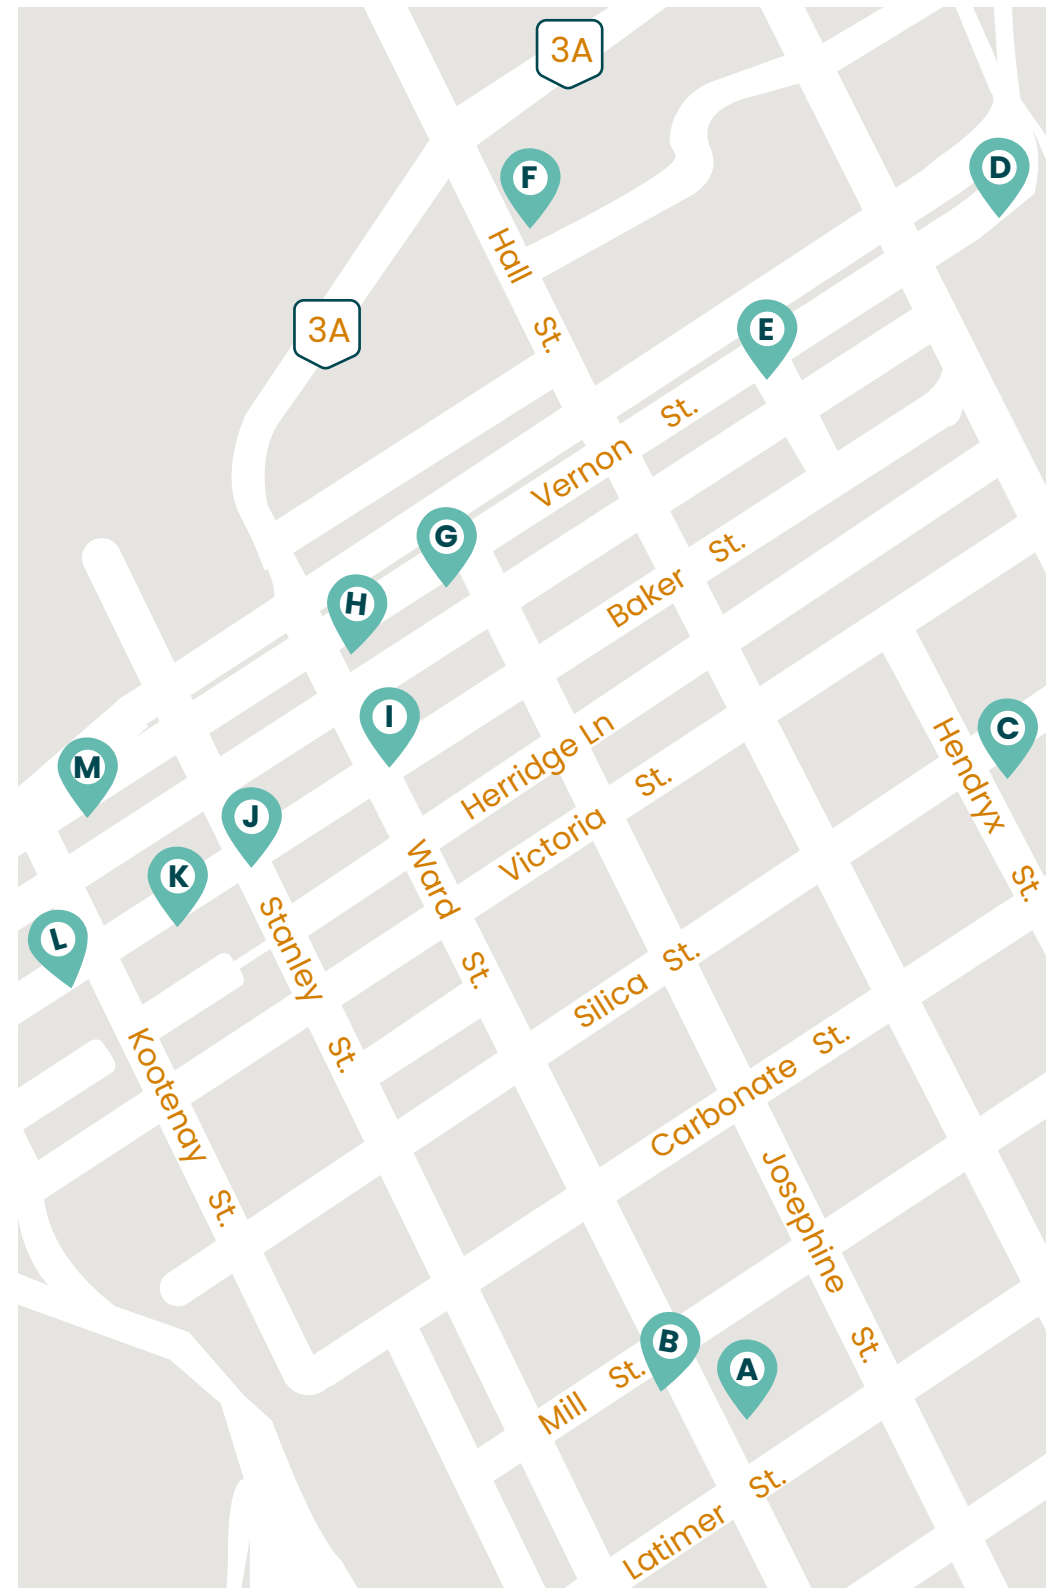 3A
D
F
Hall St.
3A
E
Vernon St.
G
Baker St.
H
I
Herridge Ln
C
M
Hendryx St.
Victoria St.
J
Ward St.
K
Stanley St.
L
Silica St.
Kootenay St.
Carbonate St.
Josephine St.
B
A
Mill St.
Latimer St.